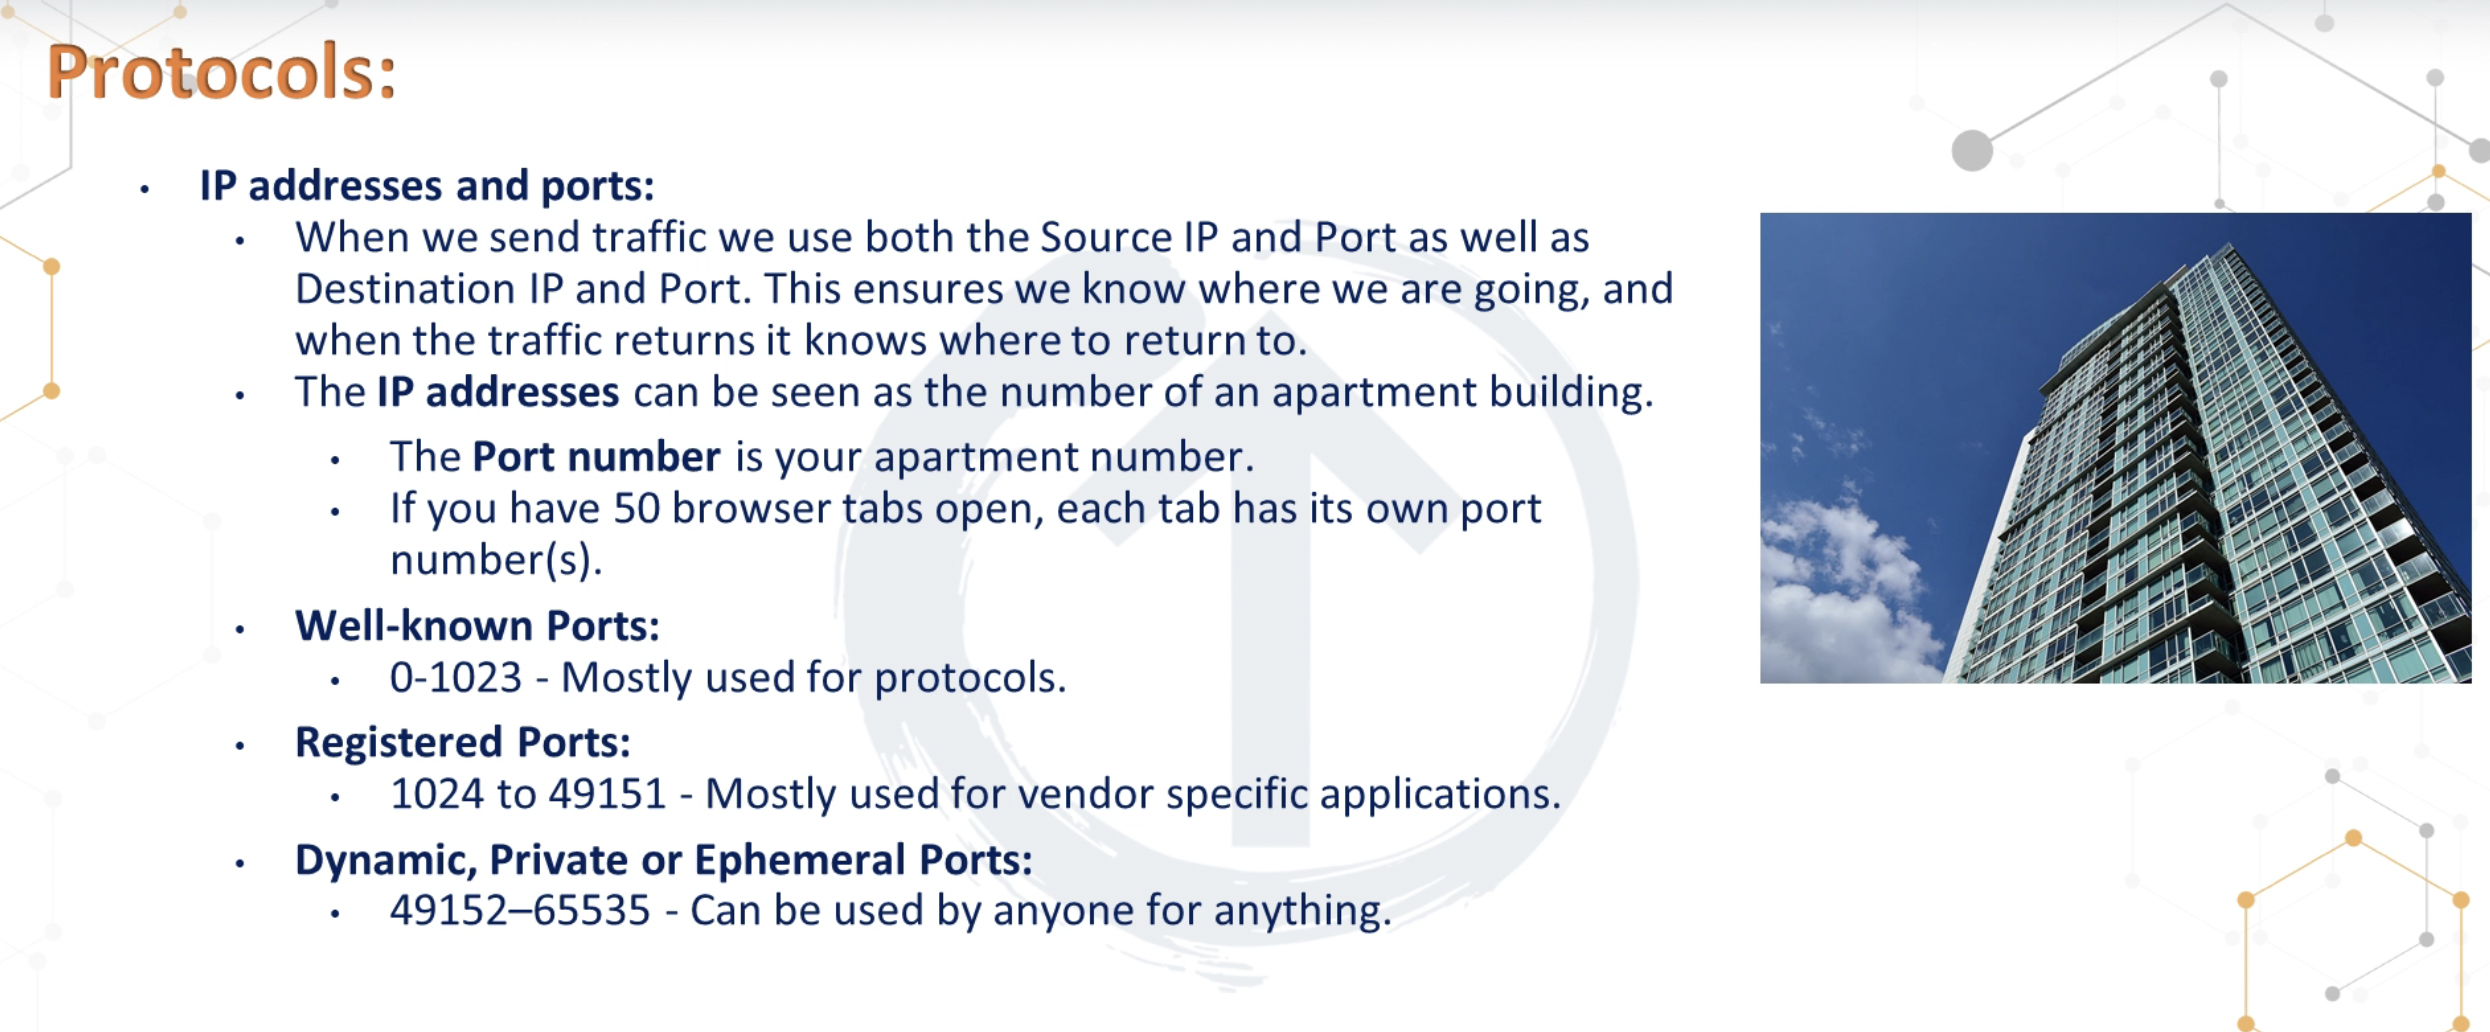 Protocols:
• IP addresses and ports:
• When we send traffic we use both the Source IP and Port as well as
Destination IP and Port. This ensures we know where we are going, and
when the traffic returns it knows where to return to.
• The IP addresses can be seen as the number of an apartment building.
• The Port number is your apartment number.
• If you have 50 browser tabs open, each tab has its own port
number(s).
• Well-known Ports:
• 0-1023 - Mostly used for protocols.
• Registered Ports:
• 1024 to 49151 - Mostly used for vendor specific applications.
• Dynamic, Private or Ephemeral Ports:
• 49152–65535 - Can be used by anyone for anything.